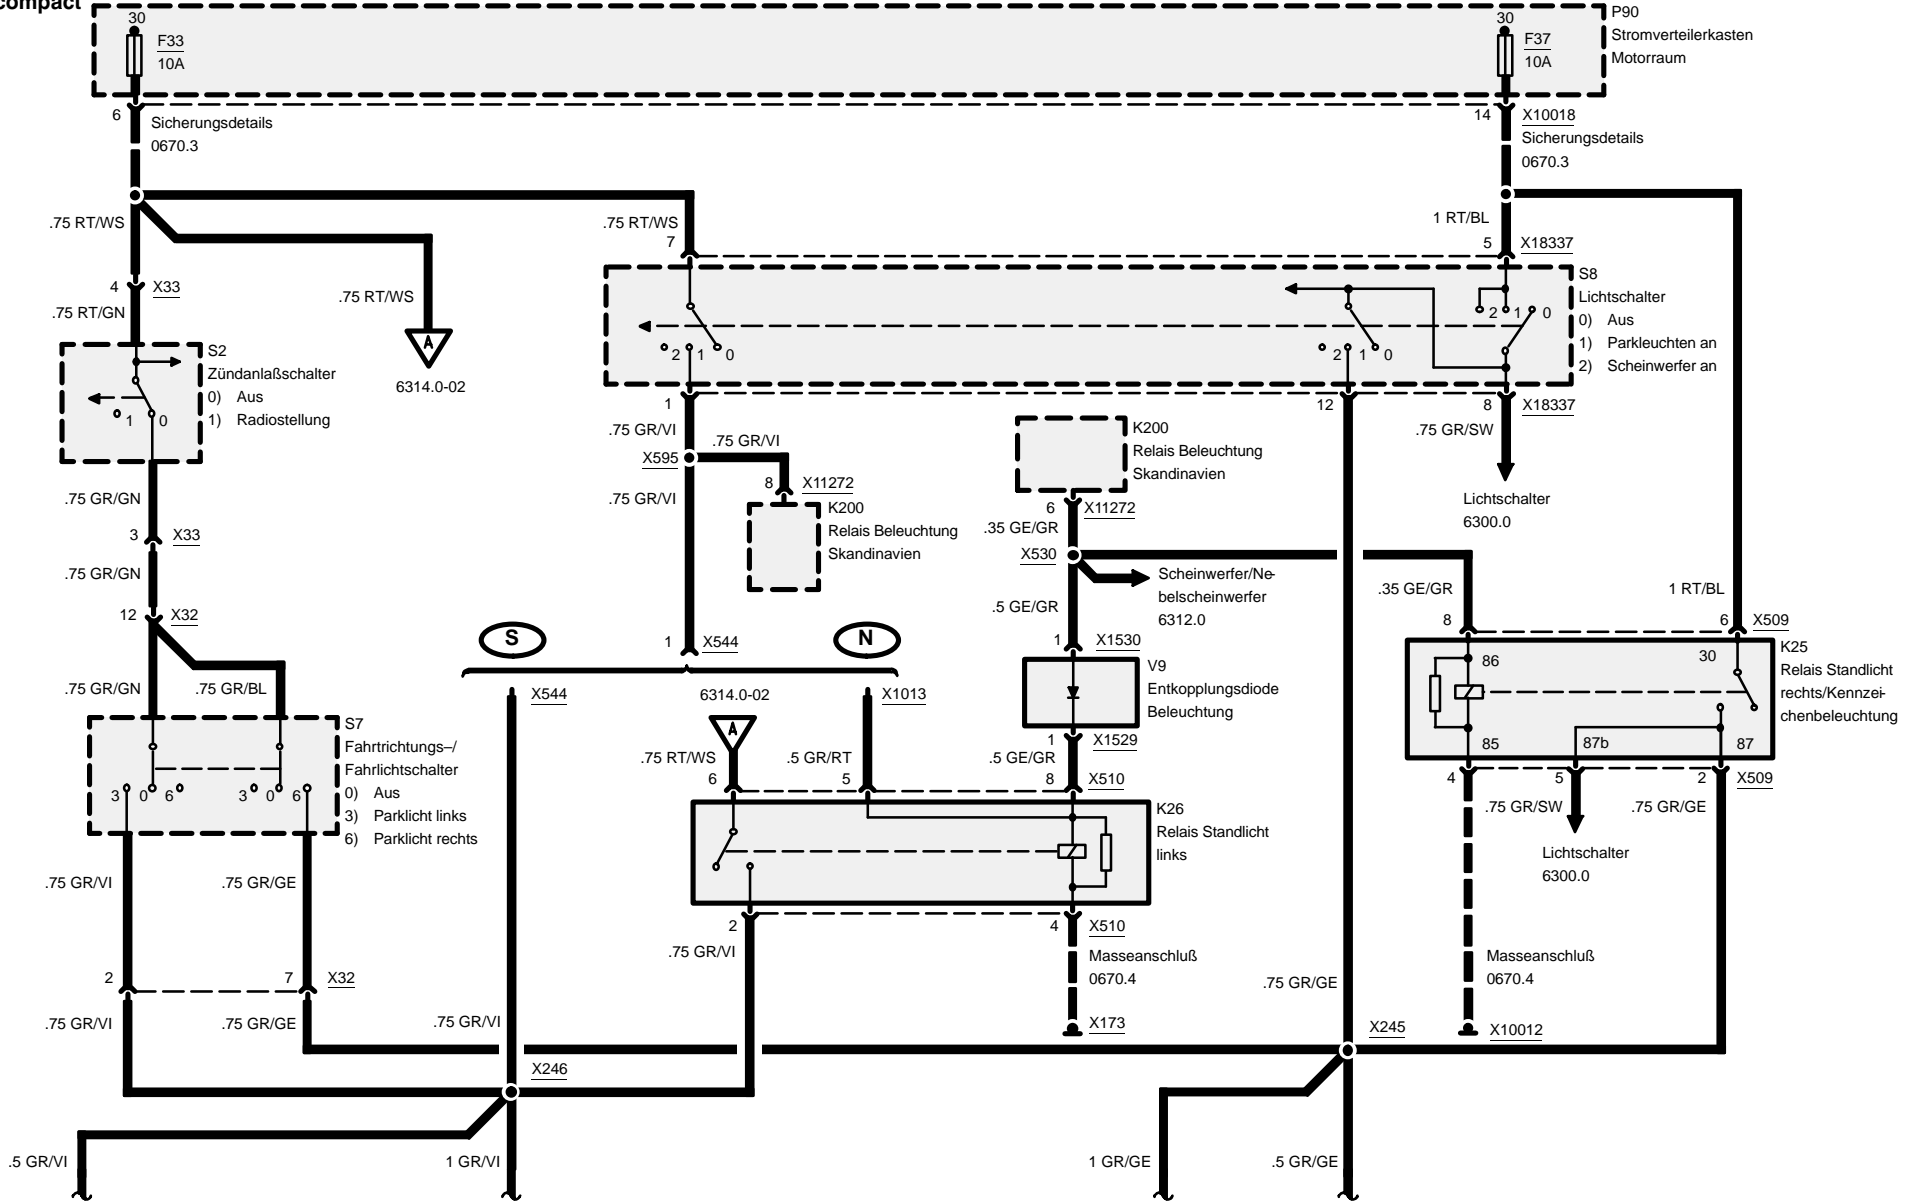 compact
30
F33
10A
30
F37
10A
P90
Stromverteilerkasten
Motorraum
6
Sicherungsdetails
0670.3
14
X10018
Sicherungsdetails
0670.3
.75 RT/WS
.75 RT/WS
7
1 RT/BL
5
X18337
4
X33
.75 RT/WS
.75 RT/GN
A
6314.0-02
S2
Zündanlaßschalter
0) Aus
1) Radiostellung
1 0
2 1 0
2 1 0
2 1 0
S8
Lichtschalter
0) Aus
1) Parkleuchten an
2) Scheinwerfer an
1
12
8
X18337
.75 GR/VI
.75 GR/VI
X595
.75 GR/VI
8
X11272
K200
Relais Beleuchtung
Skandinavien
K200
Relais Beleuchtung
Skandinavien
6
X11272
.75 GR/SW
Lichtschalter
6300.0
.75 GR/GN
3
X33
.75 GR/GN
12
X32
.75 GR/GN
.75 GR/BL
.35 GE/GR
X530
Scheinwerfer/Ne-
belscheinwerfer
6312.0
.5 GE/GR
1
X1530
.35 GE/GR
8
1 RT/BL
6
X509
1
X544
S
N
X544
6314.0-02
X1013
V9
Entkopplungsdiode
Beleuchtung
K25
Relais Standlicht
rechts/Kennzei-
chenbeleuchtung
86
30
85
87b
87
S7
Fahrtrichtungs–/
Fahrlichtschalter
0) Aus
3) Parklicht links
6) Parklicht rechts
3 0 6
3 0 6
A
.75 RT/WS
6
.5 GR/RT
5
1
X1529
.5 GE/GR
8
X510
4
5
2
X509
.75 GR/SW
.75 GR/GE
Lichtschalter
6300.0
K26
Relais Standlicht
links
.75 GR/VI
.75 GR/GE
2
4
X510
.75 GR/VI
Masseanschluß
0670.4
Masseanschluß
0670.4
2
7
X32
.75 GR/GE
.75 GR/VI
.75 GR/GE
.75 GR/VI
X173
X245
X10012
X246
.5 GR/VI
1 GR/VI
1 GR/GE
.5 GR/GE